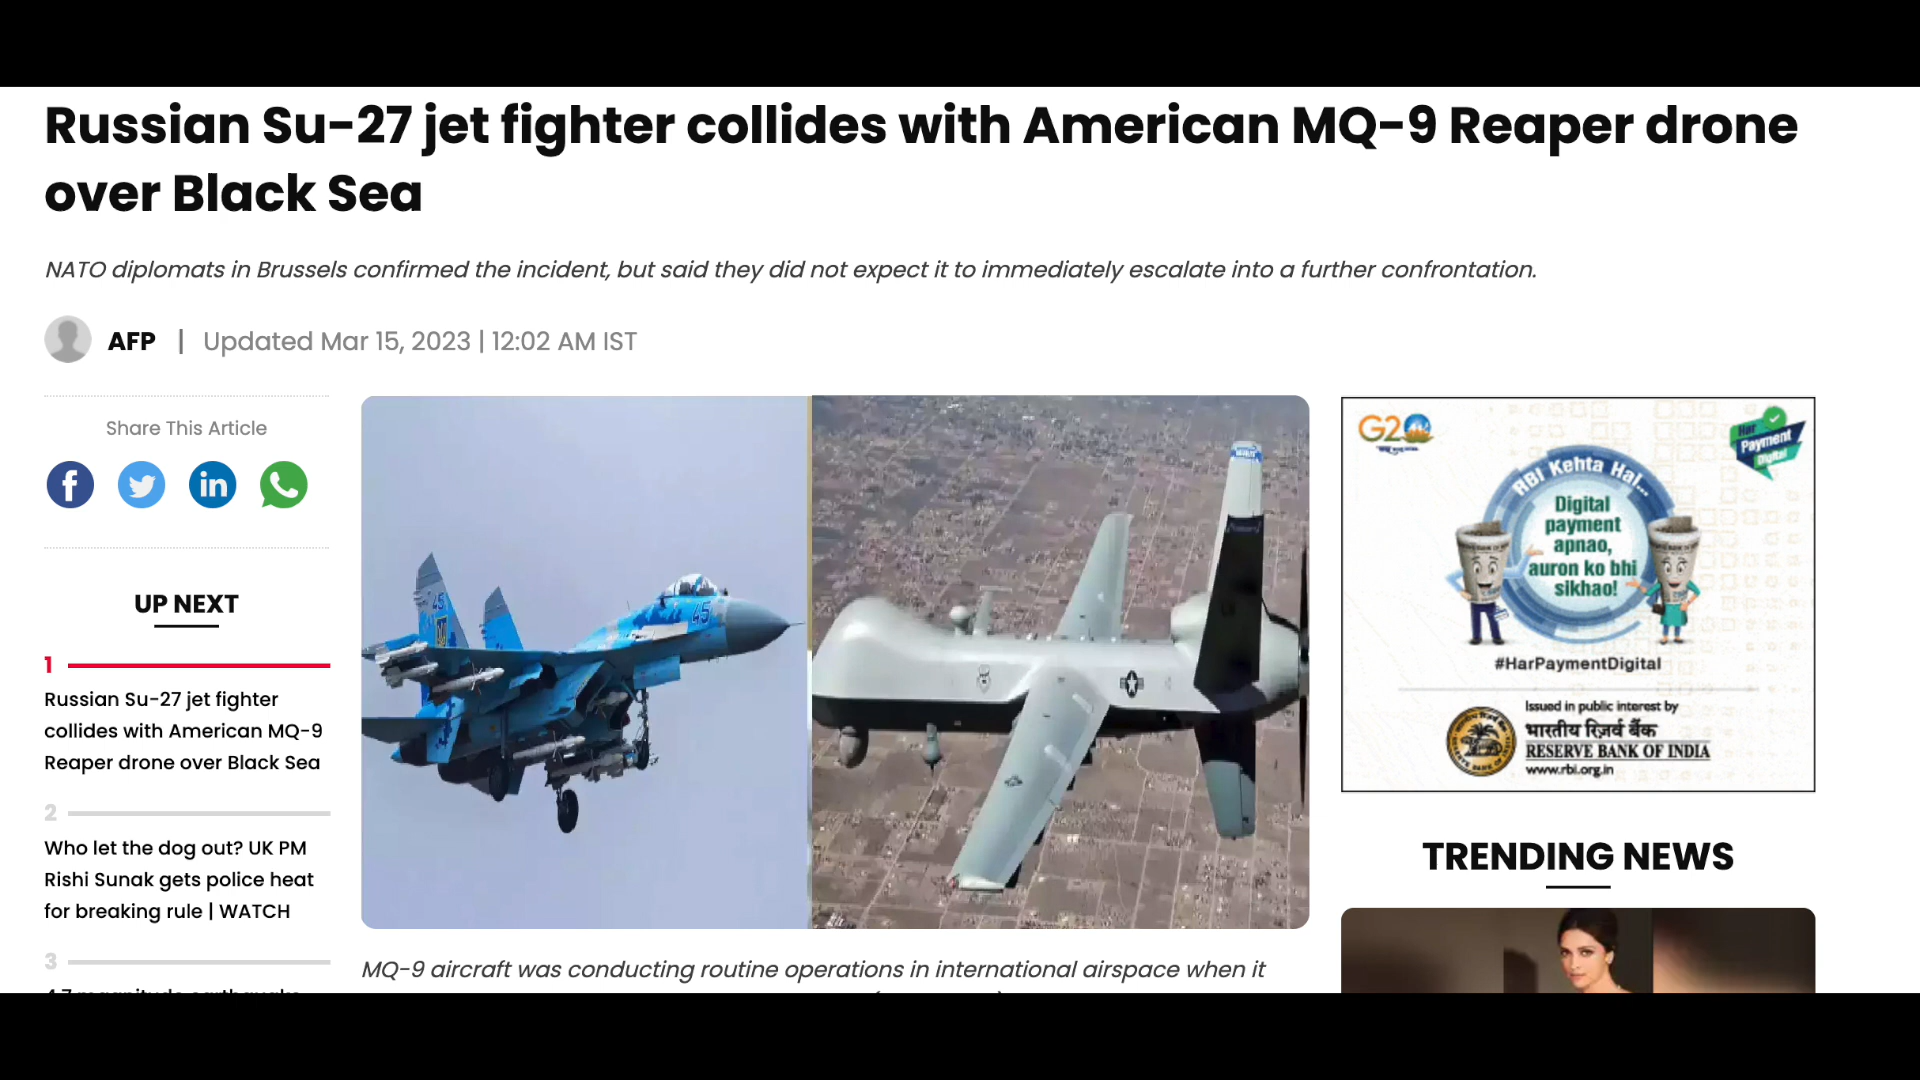 Russian Su-27 jet fighter collides with American MQ-9 Reaper drone
over Black Sea
NATO diplomats in Brussels confirmed the incident, but said they did not expect it to immediately escalate into a further confrontation.
AFP | Updated Mar 15, 2023 | 12:02 AM IST
Share This Article
UP NEXT
1
Russian Su-27 jet fighter
collides with American MQ-9
Reaper drone over Black Sea
2
Who let the dog out? UK PM
Rishi Sunak gets police heat
for breaking rule | WATCH
3
45
45
MQ-9 aircraft was conducting routine operations in international airspace when it
G20
Har
Payment
Digital
RBI Kehta Hai...
Digital
payment
apnao,
auron ko bhi
sikhao!
#HarPaymentDigital
Issued in public interest by
भारतीय रिज़र्व बैंक
RESERVE BANK OF INDIA
www.rbi.org.in
TRENDING NEWS